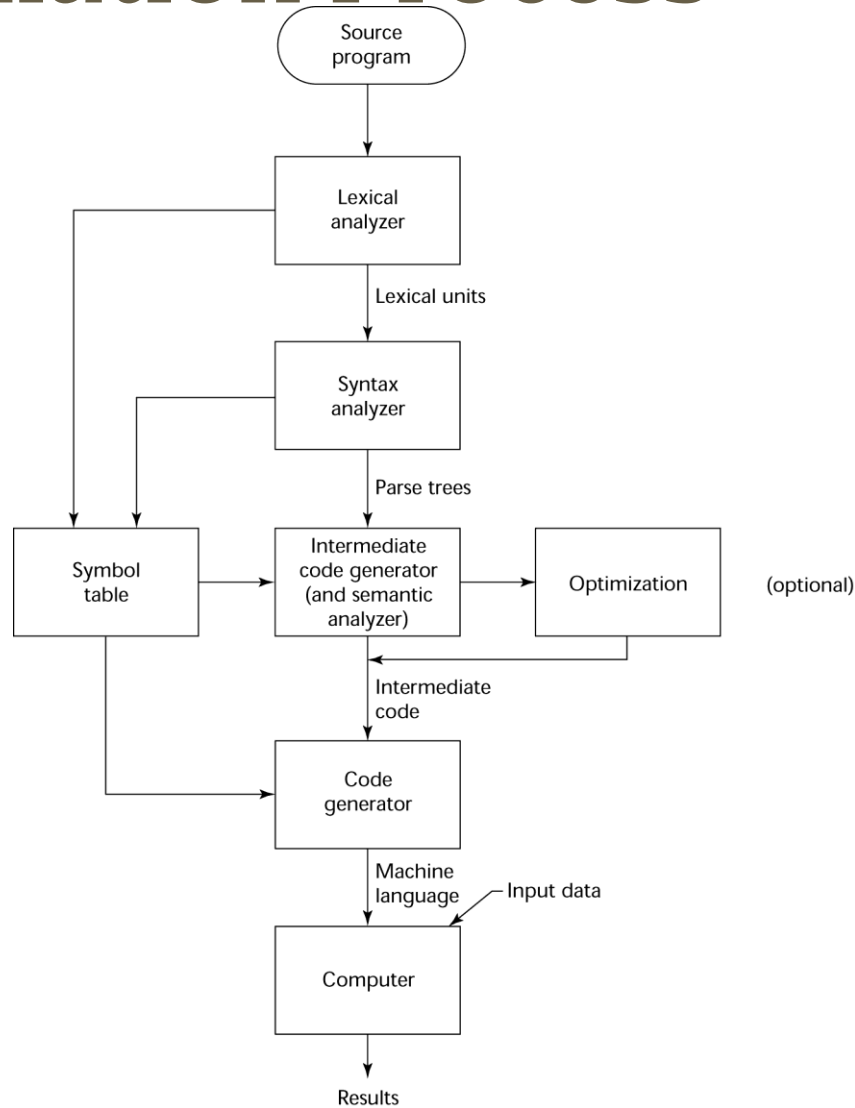 Source
program
Lexical
analyzer
Lexical units
Syntax
analyzer
Parse trees
Symbol
table
Intermediate
code generator
(and semantic
analyzer)
Optimization
(optional)
Intermediate
code
Code
generator
Machine
language
Input data
Computer
Results